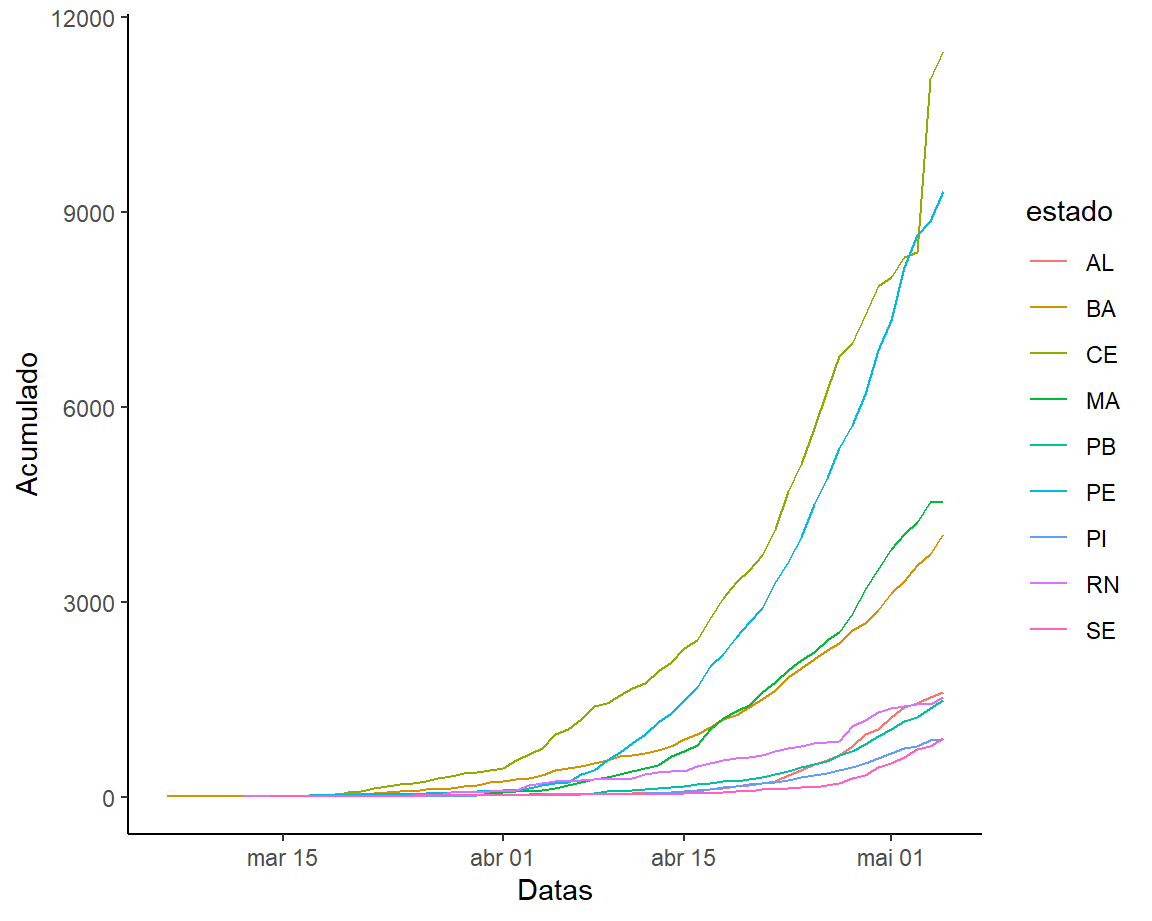 12000
9000
6000
3000
0
Acumulado
mar 15
abr 01
abr 15
mai 01
Datas
estado
AL
BA
CE
MA
PB
PE
PI
RN
SE